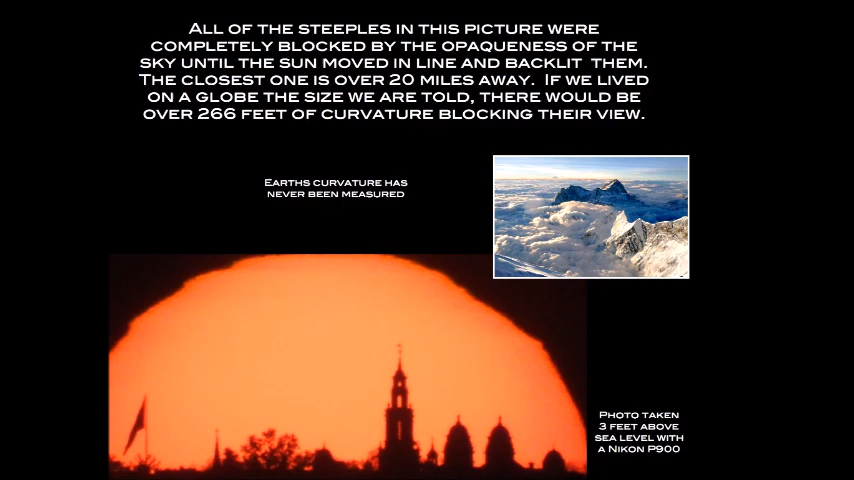 ALL OF THE STEEPLES IN THIS PICTURE WERE
COMPLETELY BLOCKED BY THE OPAQUENESS OF THE
SKY UNTIL THE SUN MOVED IN LINE AND BACKLIT THEM.
THE CLOSEST ONE IS OVER 20 MILES AWAY. IF WE LIVED
ON A GLOBE THE SIZE WE ARE TOLD, THERE WOULD BE
OVER 266 FEET OF CURVATURE BLOCKING THEIR VIEW.
EARTHS CURVATURE HAS
NEVER BEEN MEASURED
PHOTO TAKEN
3 FEET ABOVE
SEA LEVEL WITH
A NIKON P900